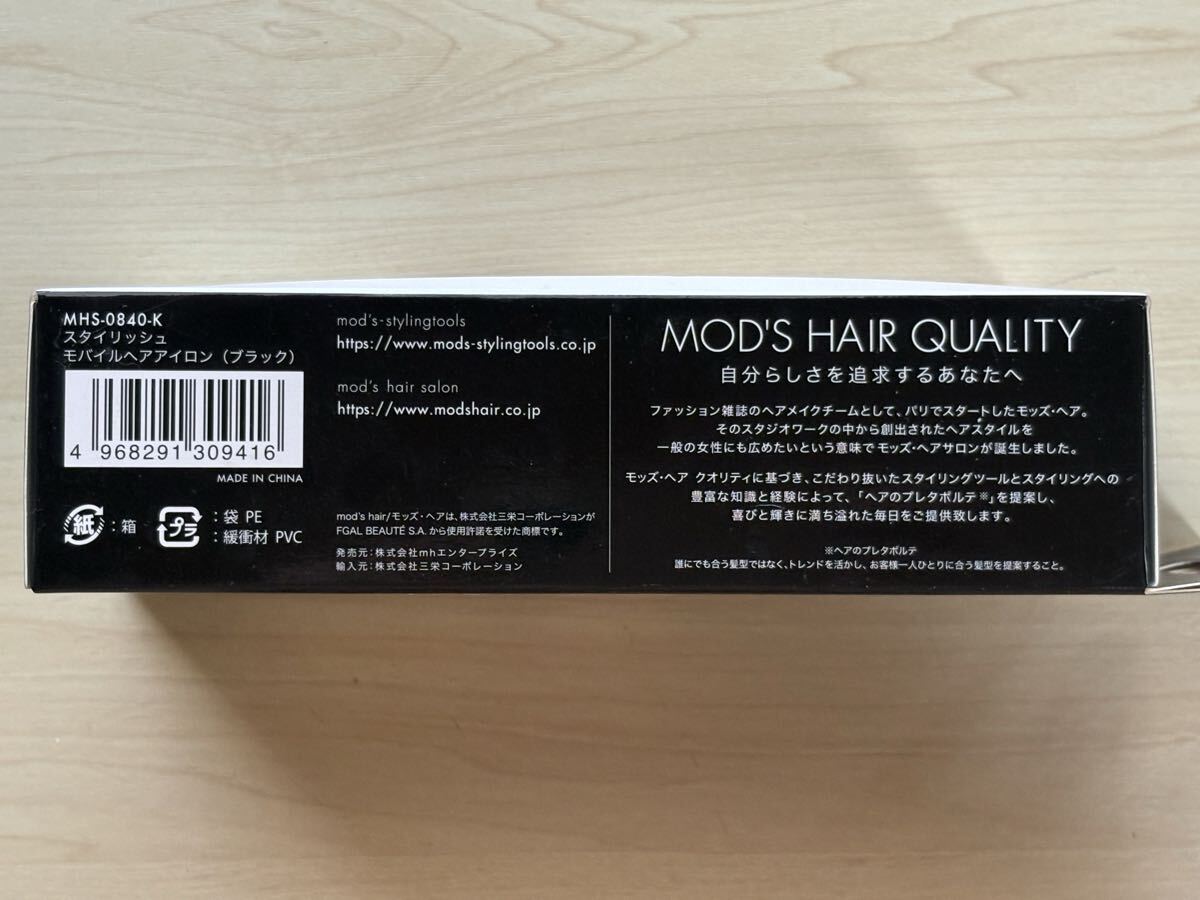 MHS-0840-K
スタイリッシュ
モバイルヘアアイロン（ブラック）
4 968291 309416
MADE IN CHINA
紙
：箱
プラ
：袋 PE
：緩衝材 PVC
mod's-stylingtools
https://www.mods-stylingtools.co.jp
mod's hair salon
https://www.modshair.co.jp
mod's hair/モッズ・ヘアは、株式会社三栄コーポレーションが
FGAL BEAUTÉ S.A. から使用許諾を受けた商標です。
発売元：株式会社mhエンタープライズ
輸入元：株式会社三栄コーポレーション
MOD'S HAIR QUALITY
自分らしさを追求するあなたへ
ファッション雑誌のヘアメイクチームとして、パリでスタートしたモッズ・ヘア。
そのスタジオワークの中から創出されたヘアスタイルを
一般の女性にも広めたいという意味でモッズ・ヘアサロンが誕生しました。
モッズ・ヘア クオリティに基づき、こだわり抜いたスタイリングツールとスタイリングへの
豊富な知識と経験によって、「ヘアのプレタポルテ※」を提案し、
喜びと輝きに満ち溢れた毎日をご提供致します。
※ヘアのプレタポルテ
誰にでも合う髪型ではなく、トレンドを活かし、お客様一人ひとりに合う髪型を提案すること。